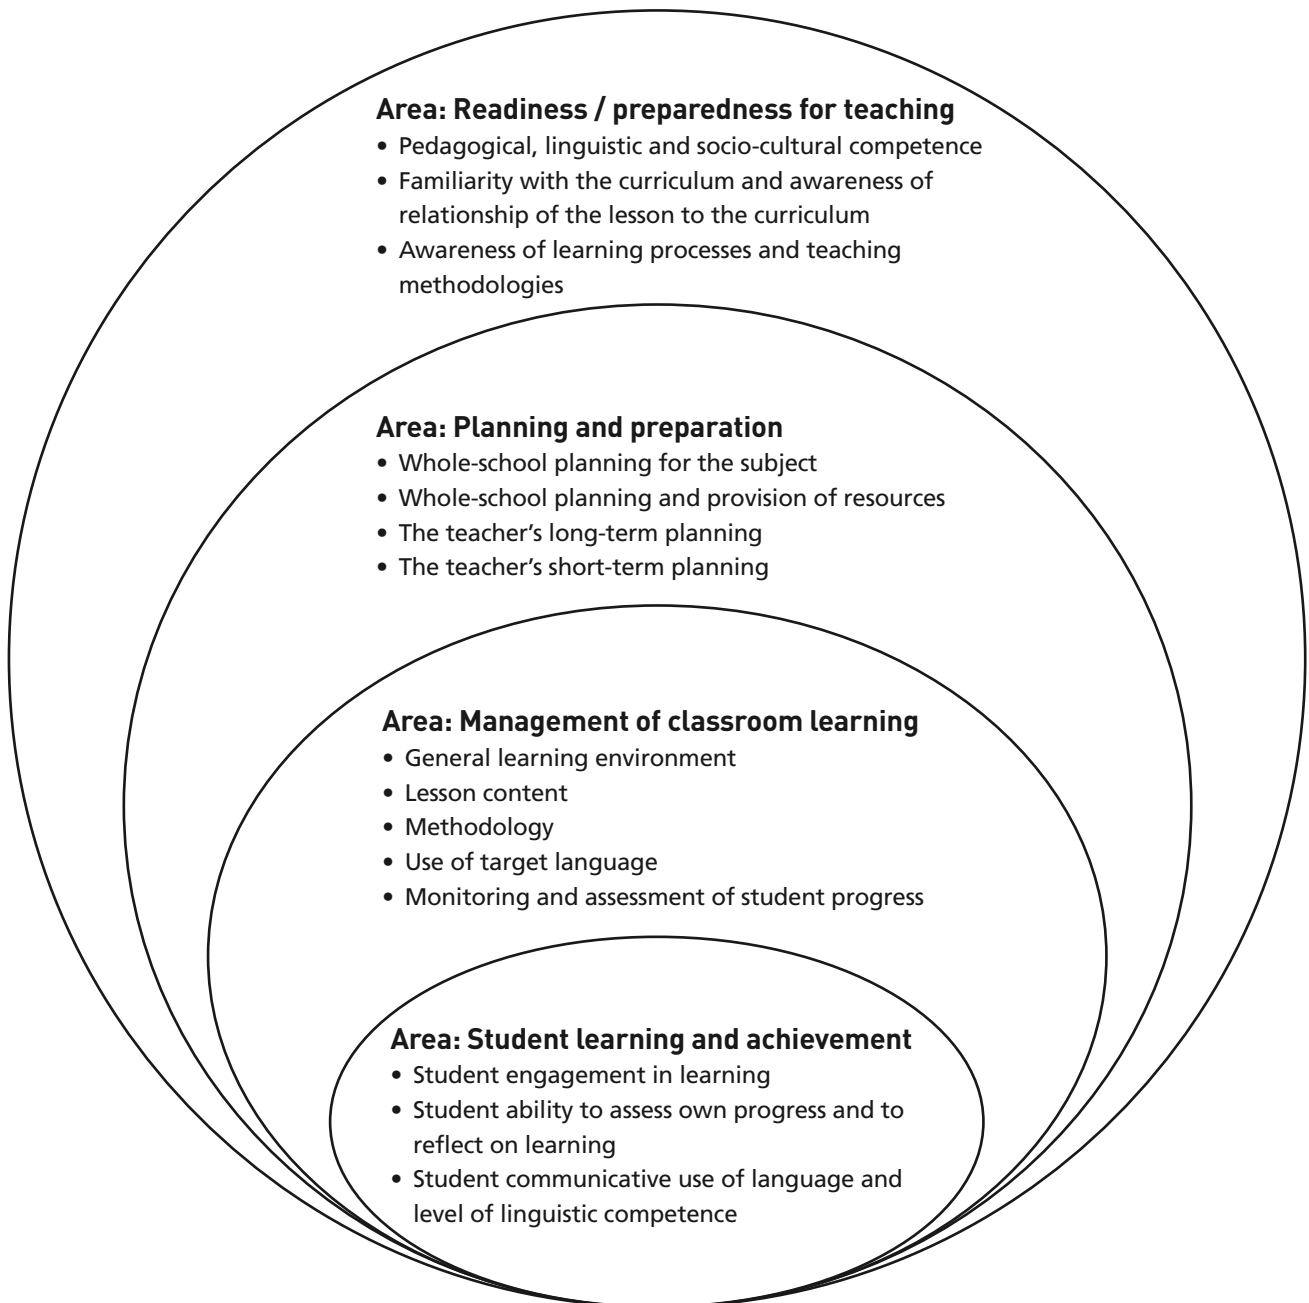 Area: Readiness / preparedness for teaching
• Pedagogical, linguistic and socio-cultural competence
• Familiarity with the curriculum and awareness of
relationship of the lesson to the curriculum
• Awareness of learning processes and teaching
methodologies
Area: Planning and preparation
• Whole-school planning for the subject
• Whole-school planning and provision of resources
• The teacher’s long-term planning
• The teacher’s short-term planning
Area: Management of classroom learning
• General learning environment
• Lesson content
• Methodology
• Use of target language
• Monitoring and assessment of student progress
Area: Student learning and achievement
• Student engagement in learning
• Student ability to assess own progress and to
reflect on learning
• Student communicative use of language and
level of linguistic competence